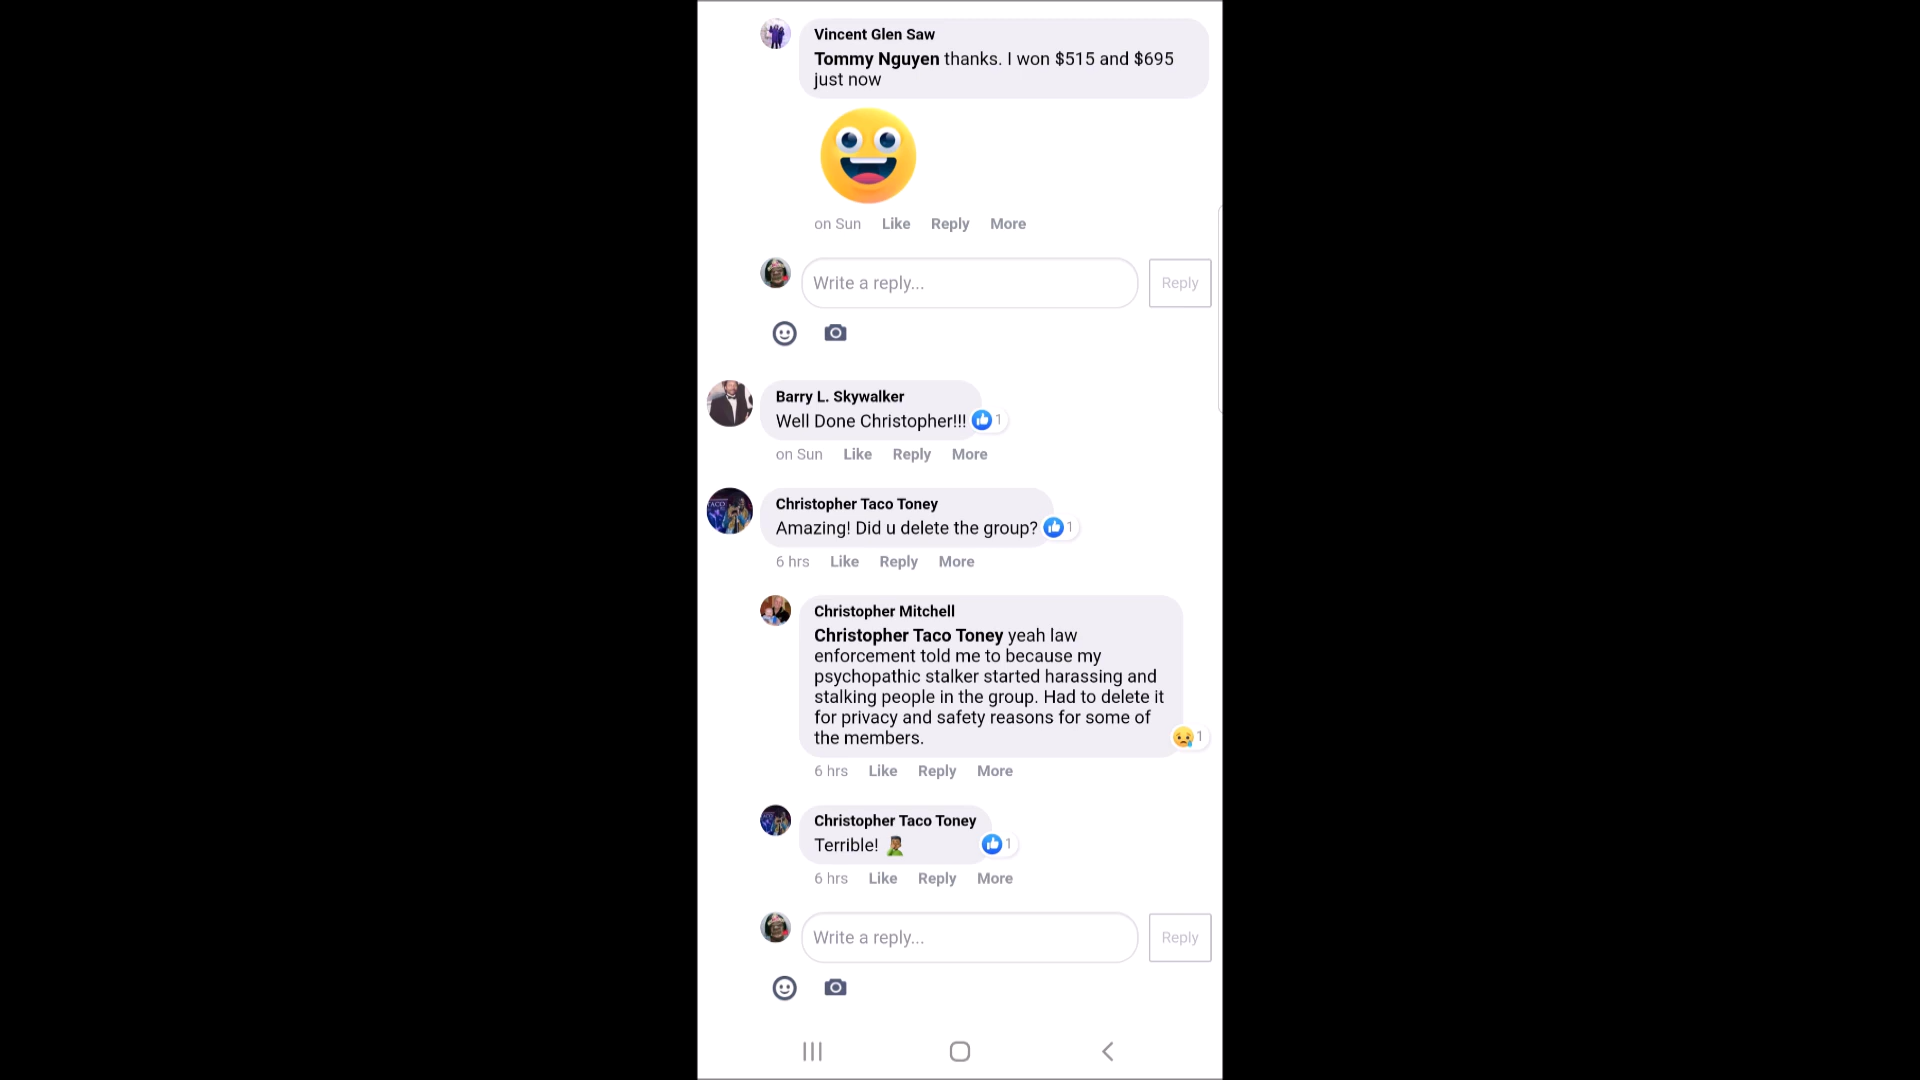 Vincent Glen Saw
Tommy Nguyen thanks. I won $515 and $695
just now
on Sun Like Reply More
Write a reply... Reply
Barry L. Skywalker
Well Done Christopher!!! 1
on Sun Like Reply More
TACO
Christopher Taco Toney
Amazing! Did u delete the group? 1
6 hrs Like Reply More
Christopher Mitchell
Christopher Taco Toney yeah law
enforcement told me to because my
psychopathic stalker started harassing and
stalking people in the group. Had to delete it
for privacy and safety reasons for some of
the members. 1
6 hrs Like Reply More
Christopher Taco Toney
Terrible! 🤦🏾‍♂️ 1
6 hrs Like Reply More
Write a reply... Reply